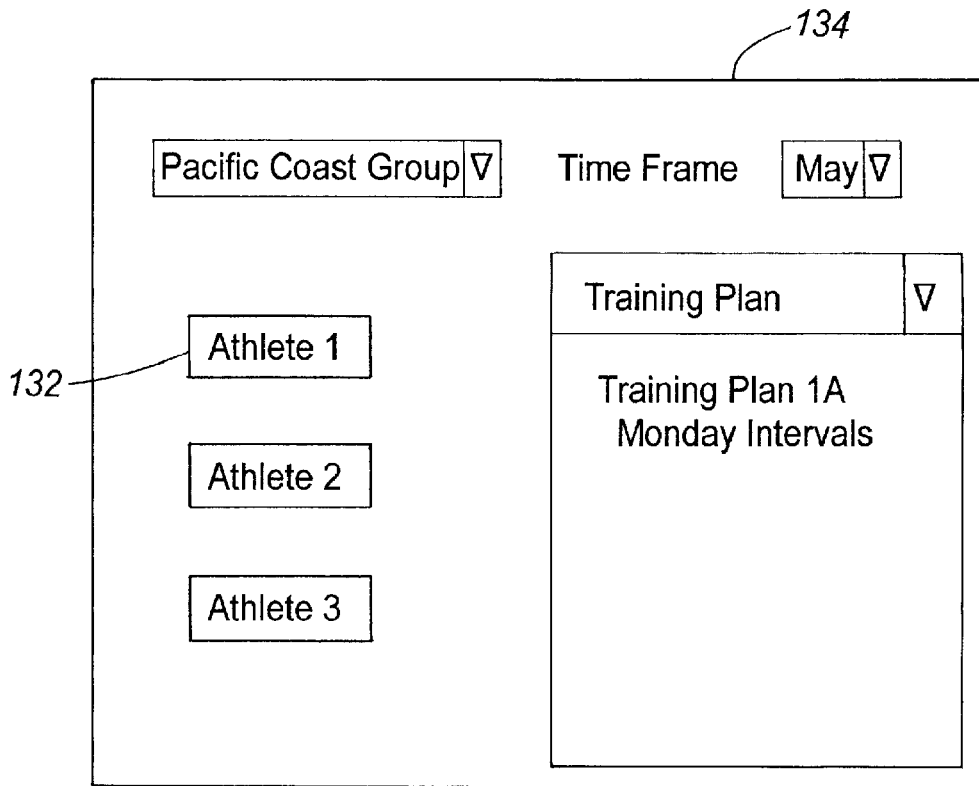 134
Pacific Coast Group ∇
Time Frame
May ∇
Training Plan ∇
Athlete 1
132
Training Plan 1A
Monday Intervals
Athlete 2
Athlete 3